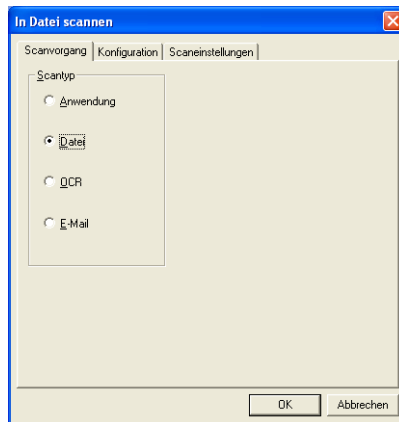 In Datei scannen
Scanvorgang Konfiguration Scaneinstellungen
Scantyp
Anwendung
Datei
OCR
E-Mail
OK Abbrechen